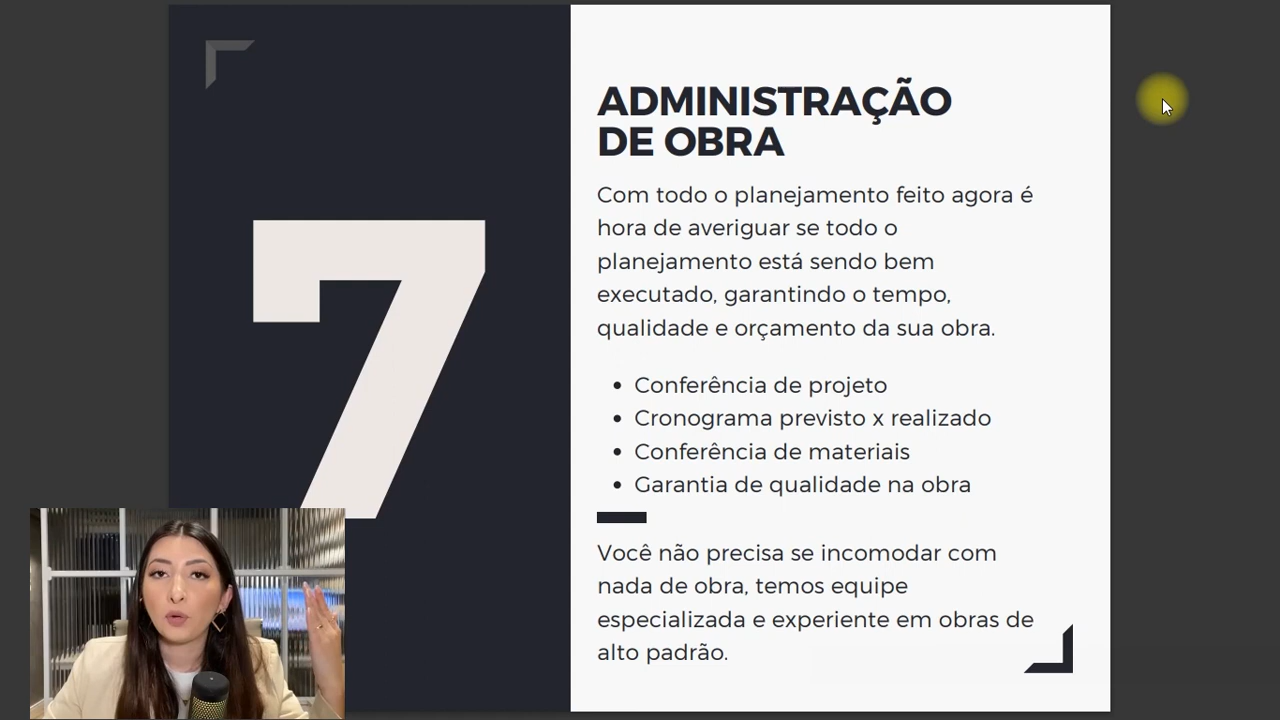 7
ADMINISTRAÇÃO
DE OBRA
Com todo o planejamento feito agora é
hora de averiguar se todo o
planejamento está sendo bem
executado, garantindo o tempo,
qualidade e orçamento da sua obra.
• Conferência de projeto
• Cronograma previsto x realizado
• Conferência de materiais
• Garantia de qualidade na obra
Você não precisa se incomodar com
nada de obra, temos equipe
especializada e experiente em obras de
alto padrão.